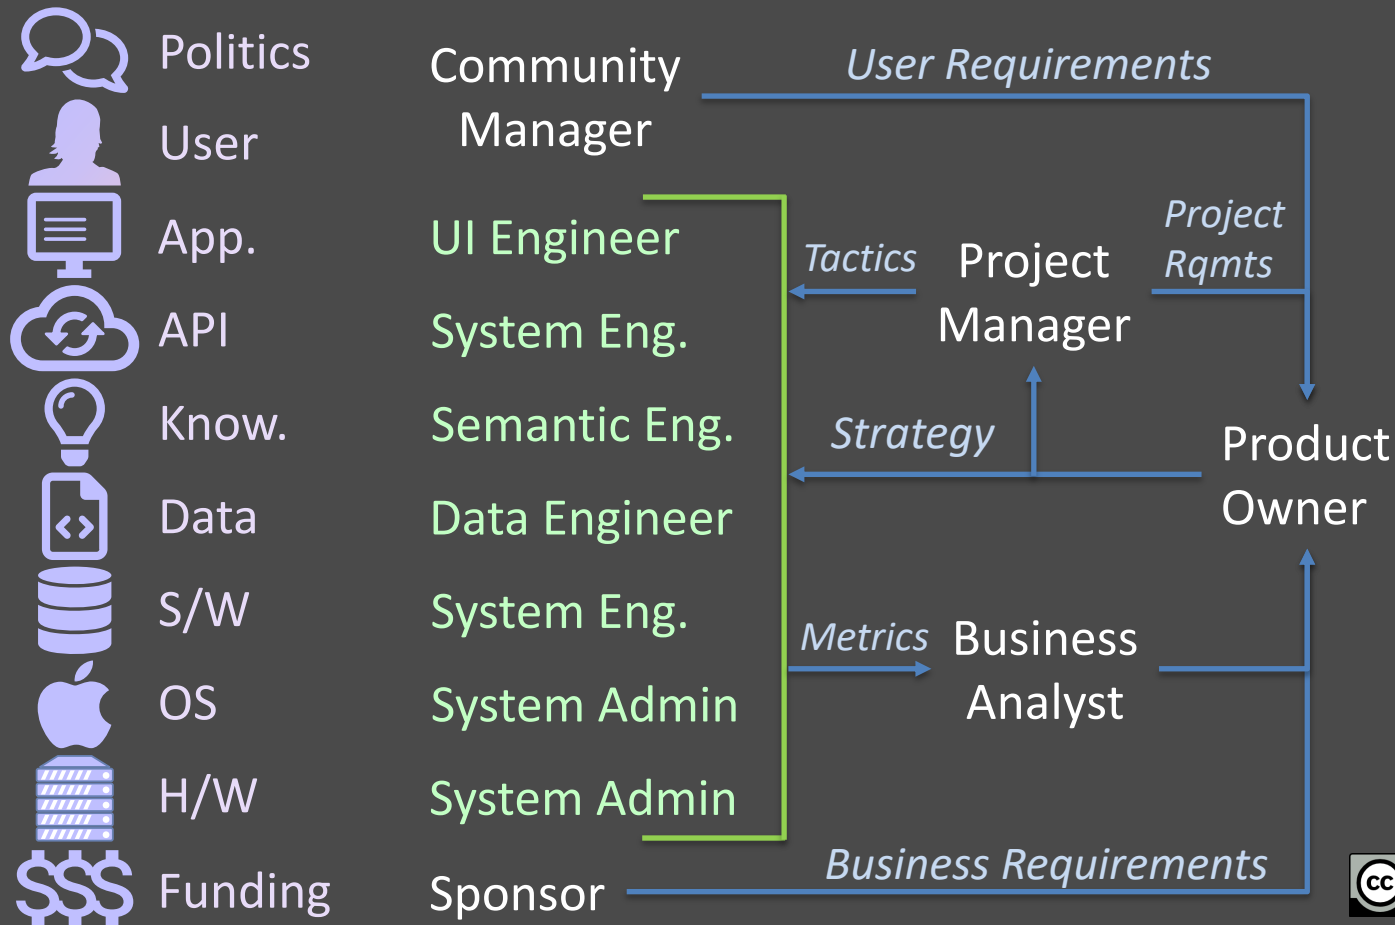 Politics
Community
Manager
User Requirements
User
App.
UI Engineer
Tactics
Project
Manager
Project
Rqmts
API
System Eng.
Know.
Semantic Eng.
Strategy
Product
Owner
Data
Data Engineer
S/W
System Eng.
Metrics
Business
Analyst
OS
System Admin
H/W
System Admin
Funding
Sponsor
Business Requirements
$$$
cc